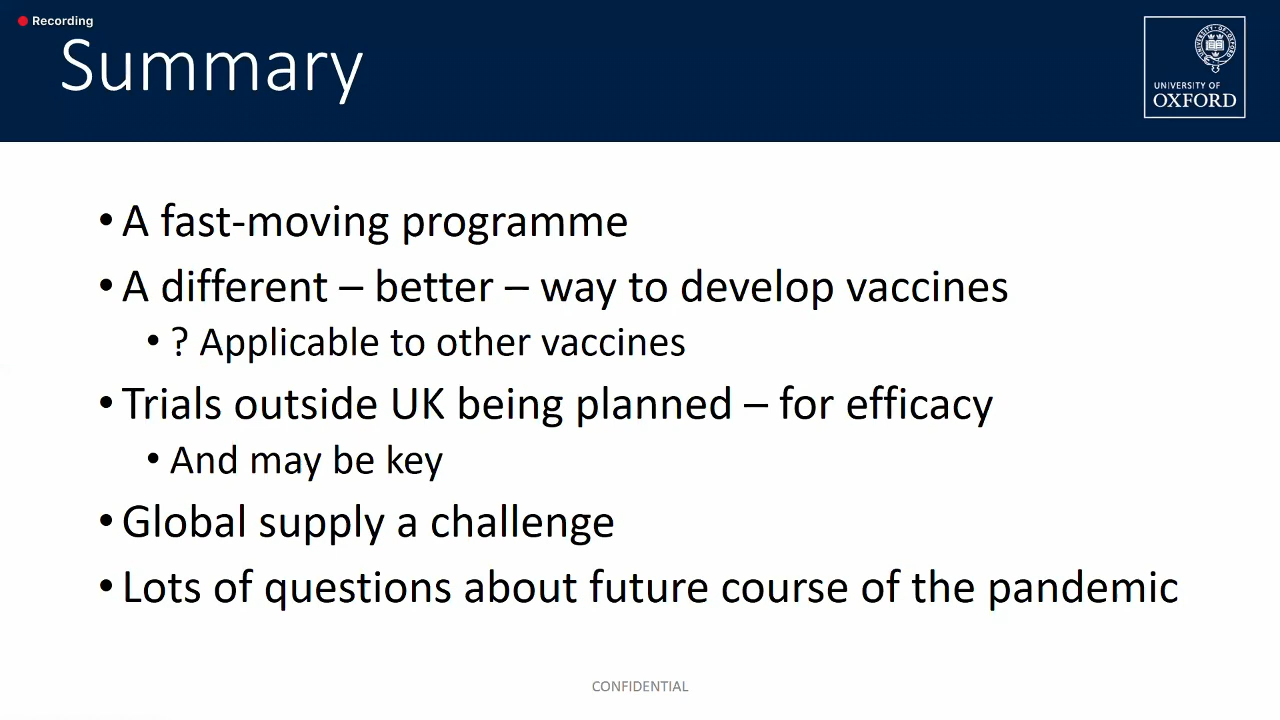 Recording
Summary
UNIVERSITY OF
OXFORD
• A fast-moving programme
• A different – better – way to develop vaccines
• ? Applicable to other vaccines
• Trials outside UK being planned – for efficacy
• And may be key
• Global supply a challenge
• Lots of questions about future course of the pandemic
CONFIDENTIAL